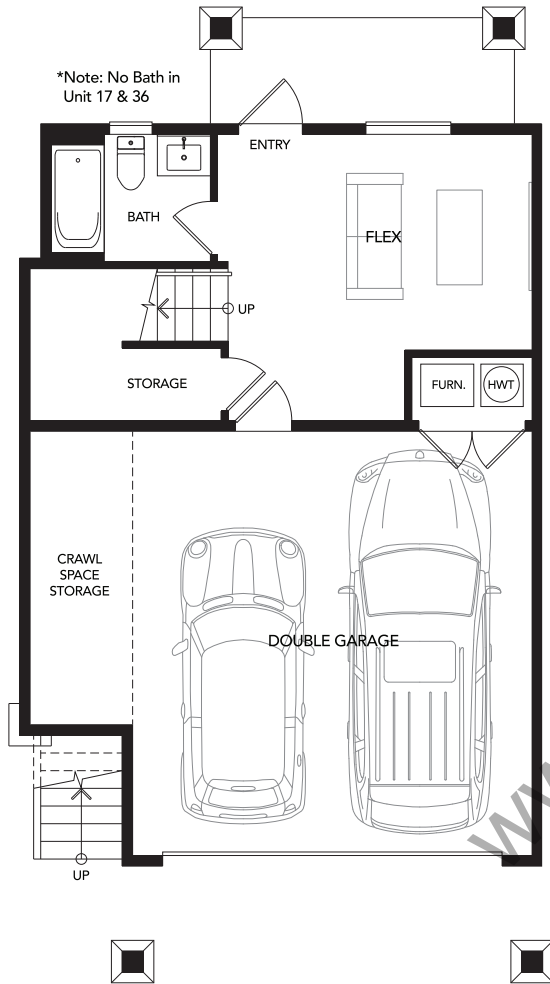 *Note: No Bath in
Unit 17 & 36
ENTRY
BATH
FLEX
UP
STORAGE
FURN.
HWT
CRAWL
SPACE
STORAGE
DOUBLE GARAGE
UP